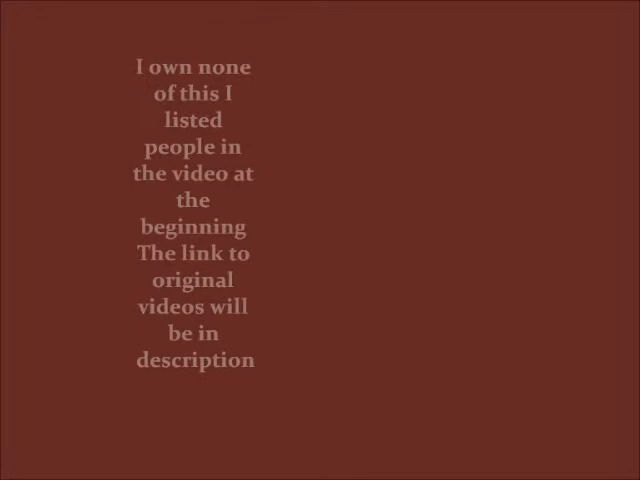 I own none
of this I
listed
people in
the video at
the
beginning
The link to
original
videos will
be in
description